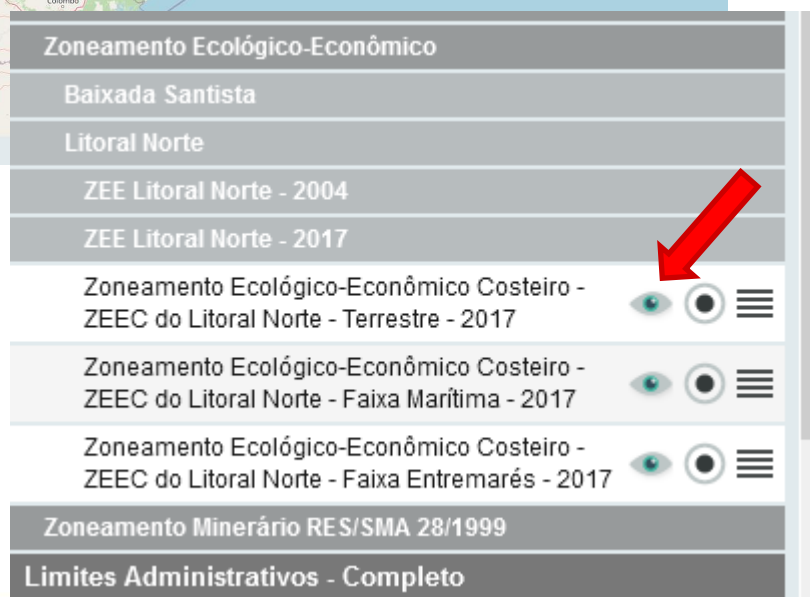 Colombo
Zoneamento Ecológico-Econômico
Baixada Santista
Litoral Norte
ZEE Litoral Norte - 2004
ZEE Litoral Norte - 2017
Zoneamento Ecológico-Econômico Costeiro -
ZEEC do Litoral Norte - Terrestre - 2017
Zoneamento Ecológico-Econômico Costeiro -
ZEEC do Litoral Norte - Faixa Marítima - 2017
Zoneamento Ecológico-Econômico Costeiro -
ZEEC do Litoral Norte - Faixa Entremarés - 2017
Zoneamento Minerário RES/SMA 28/1999
Limites Administrativos - Completo